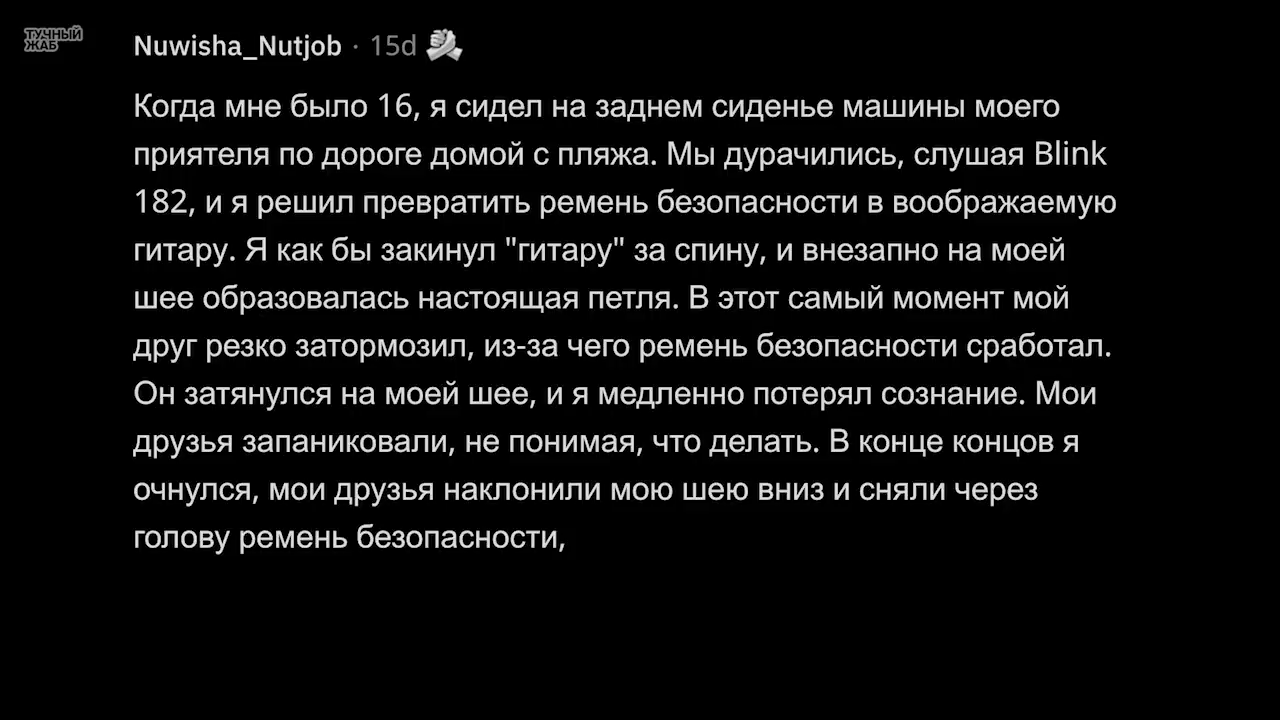 ТУЧНЫЙ
ЖАБ
Nuwisha_Nutjob · 15d
Когда мне было 16, я сидел на заднем сиденье машины моего
приятеля по дороге домой с пляжа. Мы дурачились, слушая Blink
182, и я решил превратить ремень безопасности в воображаемую
гитару. Я как бы закинул "гитару" за спину, и внезапно на моей
шее образовалась настоящая петля. В этот самый момент мой
друг резко затормозил, из-за чего ремень безопасности сработал.
Он затянулся на моей шее, и я медленно потерял сознание. Мои
друзья запаниковали, не понимая, что делать. В конце концов я
очнулся, мои друзья наклонили мою шею вниз и сняли через
голову ремень безопасности,